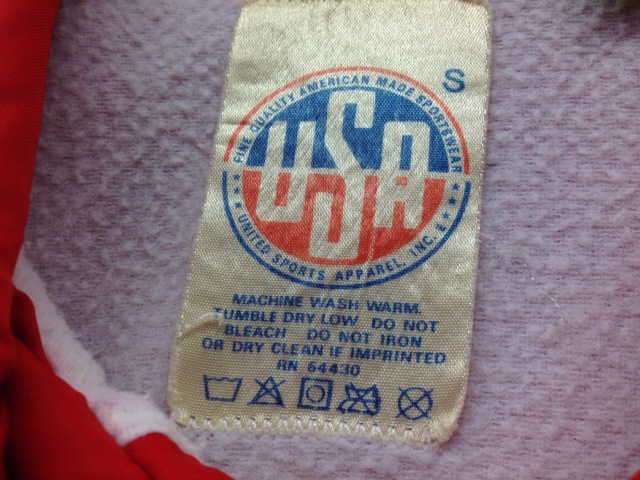 S
FINE QUALITY AMERICAN MADE SPORTSWEAR
USA
UNITED SPORTS APPAREL, INC.
MACHINE WASH WARM.
TUMBLE DRY LOW DO NOT
BLEACH DO NOT IRON
OR DRY CLEAN IF IMPRINTED
RN 64430